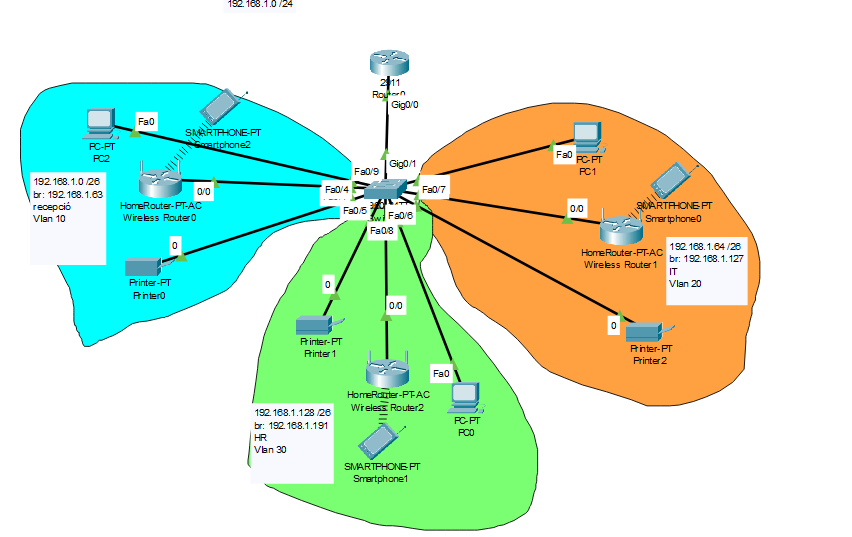 192.168.1.0 /24
2911
Router0
Gig0/0
SMARTPHONE-PT
Smartphone2
Fa0
PC-PT
PC2
Gig0/1
Fa0/9
Fa0/4
Fa0/7
Fa0/5
Fa0/6
Fa0/8
Fa0
PC-PT
PC1
192.168.1.0 /26
br: 192.168.1.63
recepció
Vlan 10
0/0
HomeRouter-PT-AC
Wireless Router0
0
Printer-PT
Printer0
SMARTPHONE-PT
Smartphone0
0/0
HomeRouter-PT-AC
Wireless Router1
192.168.1.64 /26
br: 192.168.1.127
IT
Vlan 20
0
Printer-PT
Printer2
0
Printer-PT
Printer1
0/0
HomeRouter-PT-AC
Wireless Router2
Fa0
PC-PT
PC0
192.168.1.128 /26
br: 192.168.1.191
HR
Vlan 30
SMARTPHONE-PT
Smartphone1